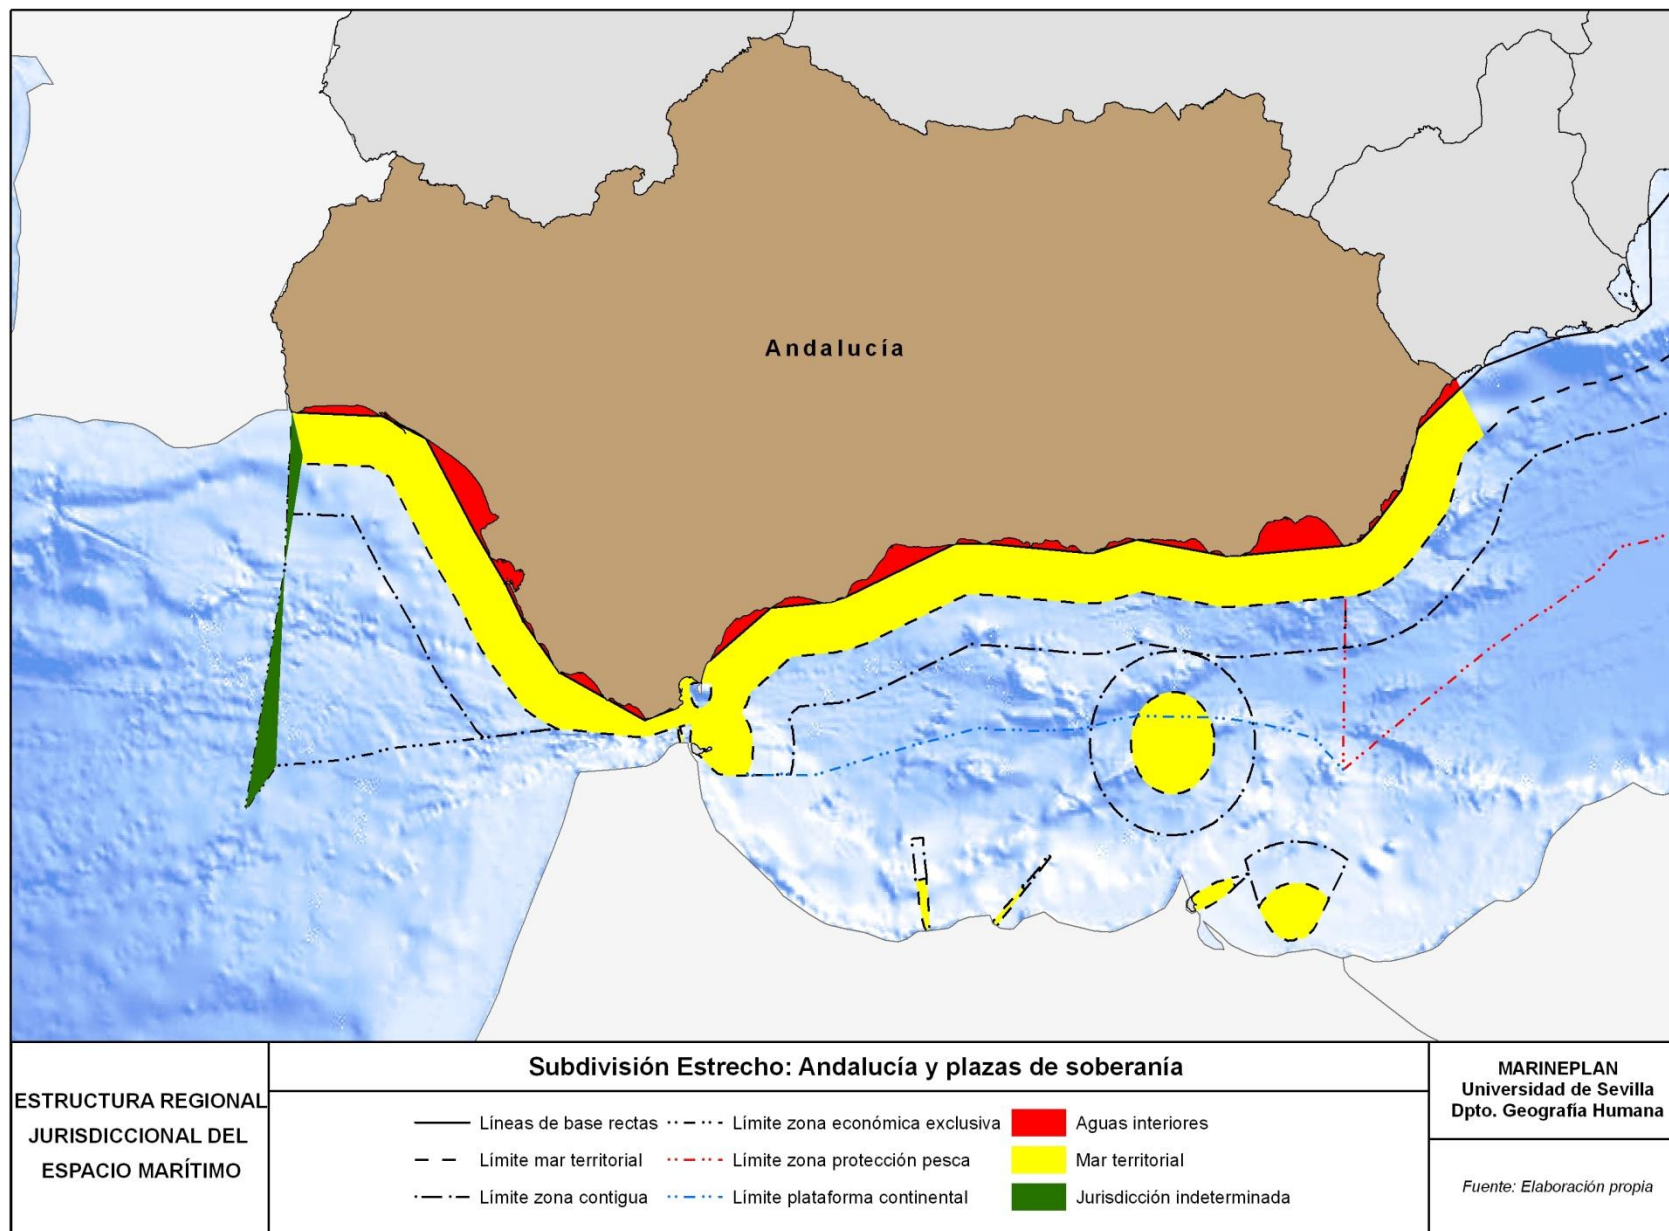 Andalucía
ESTRUCTURA REGIONAL
JURISDICCIONAL DEL
ESPACIO MARÍTIMO
Subdivisión Estrecho: Andalucía y plazas de soberanía
Líneas de base rectas
Límite mar territorial
Límite zona contigua
Límite zona económica exclusiva
Límite zona protección pesca
Límite plataforma continental
Aguas interiores
Mar territorial
Jurisdicción indeterminada
MARINEPLAN
Universidad de Sevilla
Dpto. Geografía Humana
Fuente: Elaboración propia